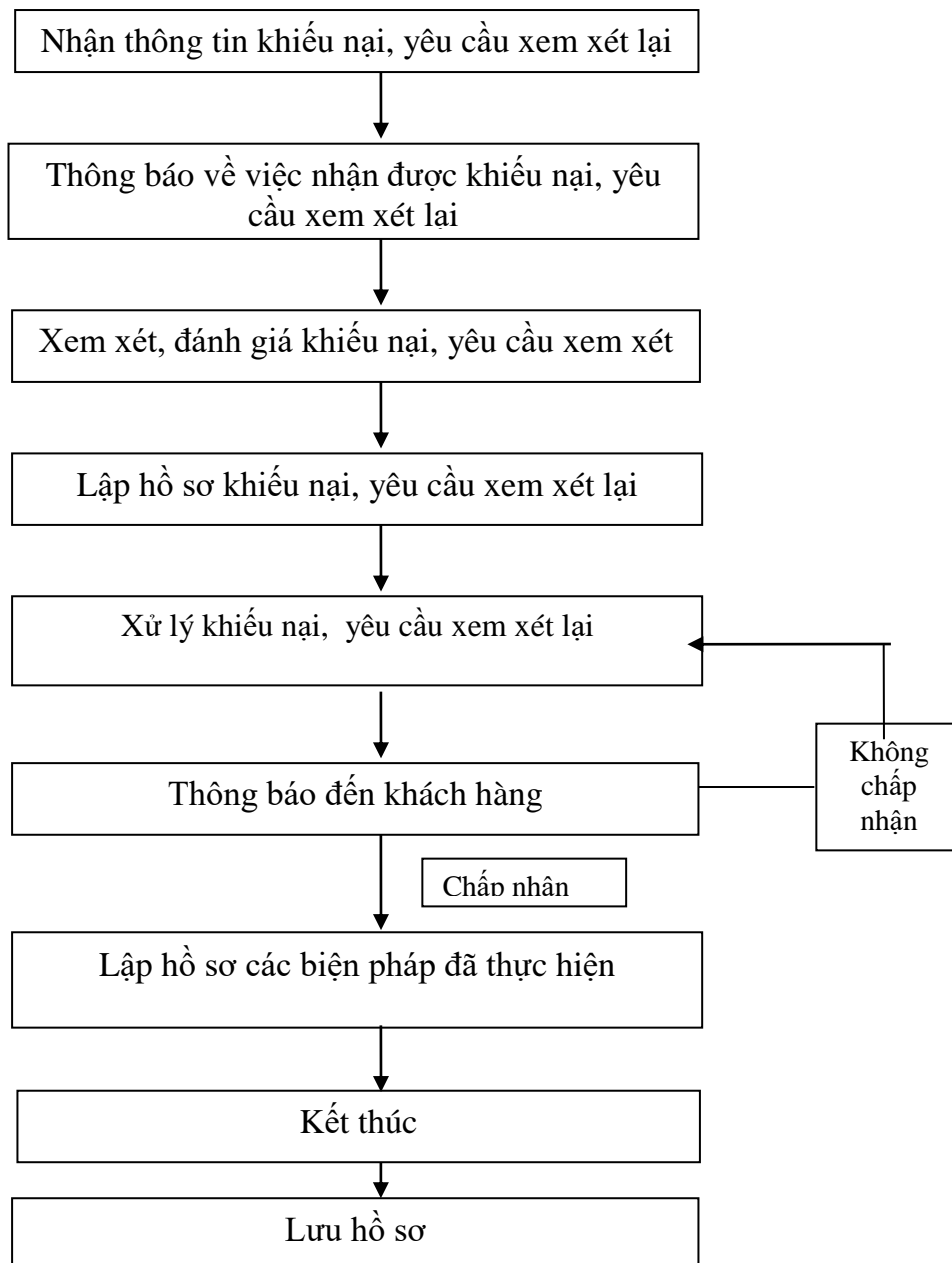 Nhận thông tin khiếu nại, yêu cầu xem xét lại
Thông báo về việc nhận được khiếu nại, yêu
cầu xem xét lại
Xem xét, đánh giá khiếu nại, yêu cầu xem xét
Lập hồ sơ khiếu nại, yêu cầu xem xét lại
Xử lý khiếu nại, yêu cầu xem xét lại
Không
chấp
nhận
Thông báo đến khách hàng
Chấp nhận
Lập hồ sơ các biện pháp đã thực hiện
Kết thúc
Lưu hồ sơ